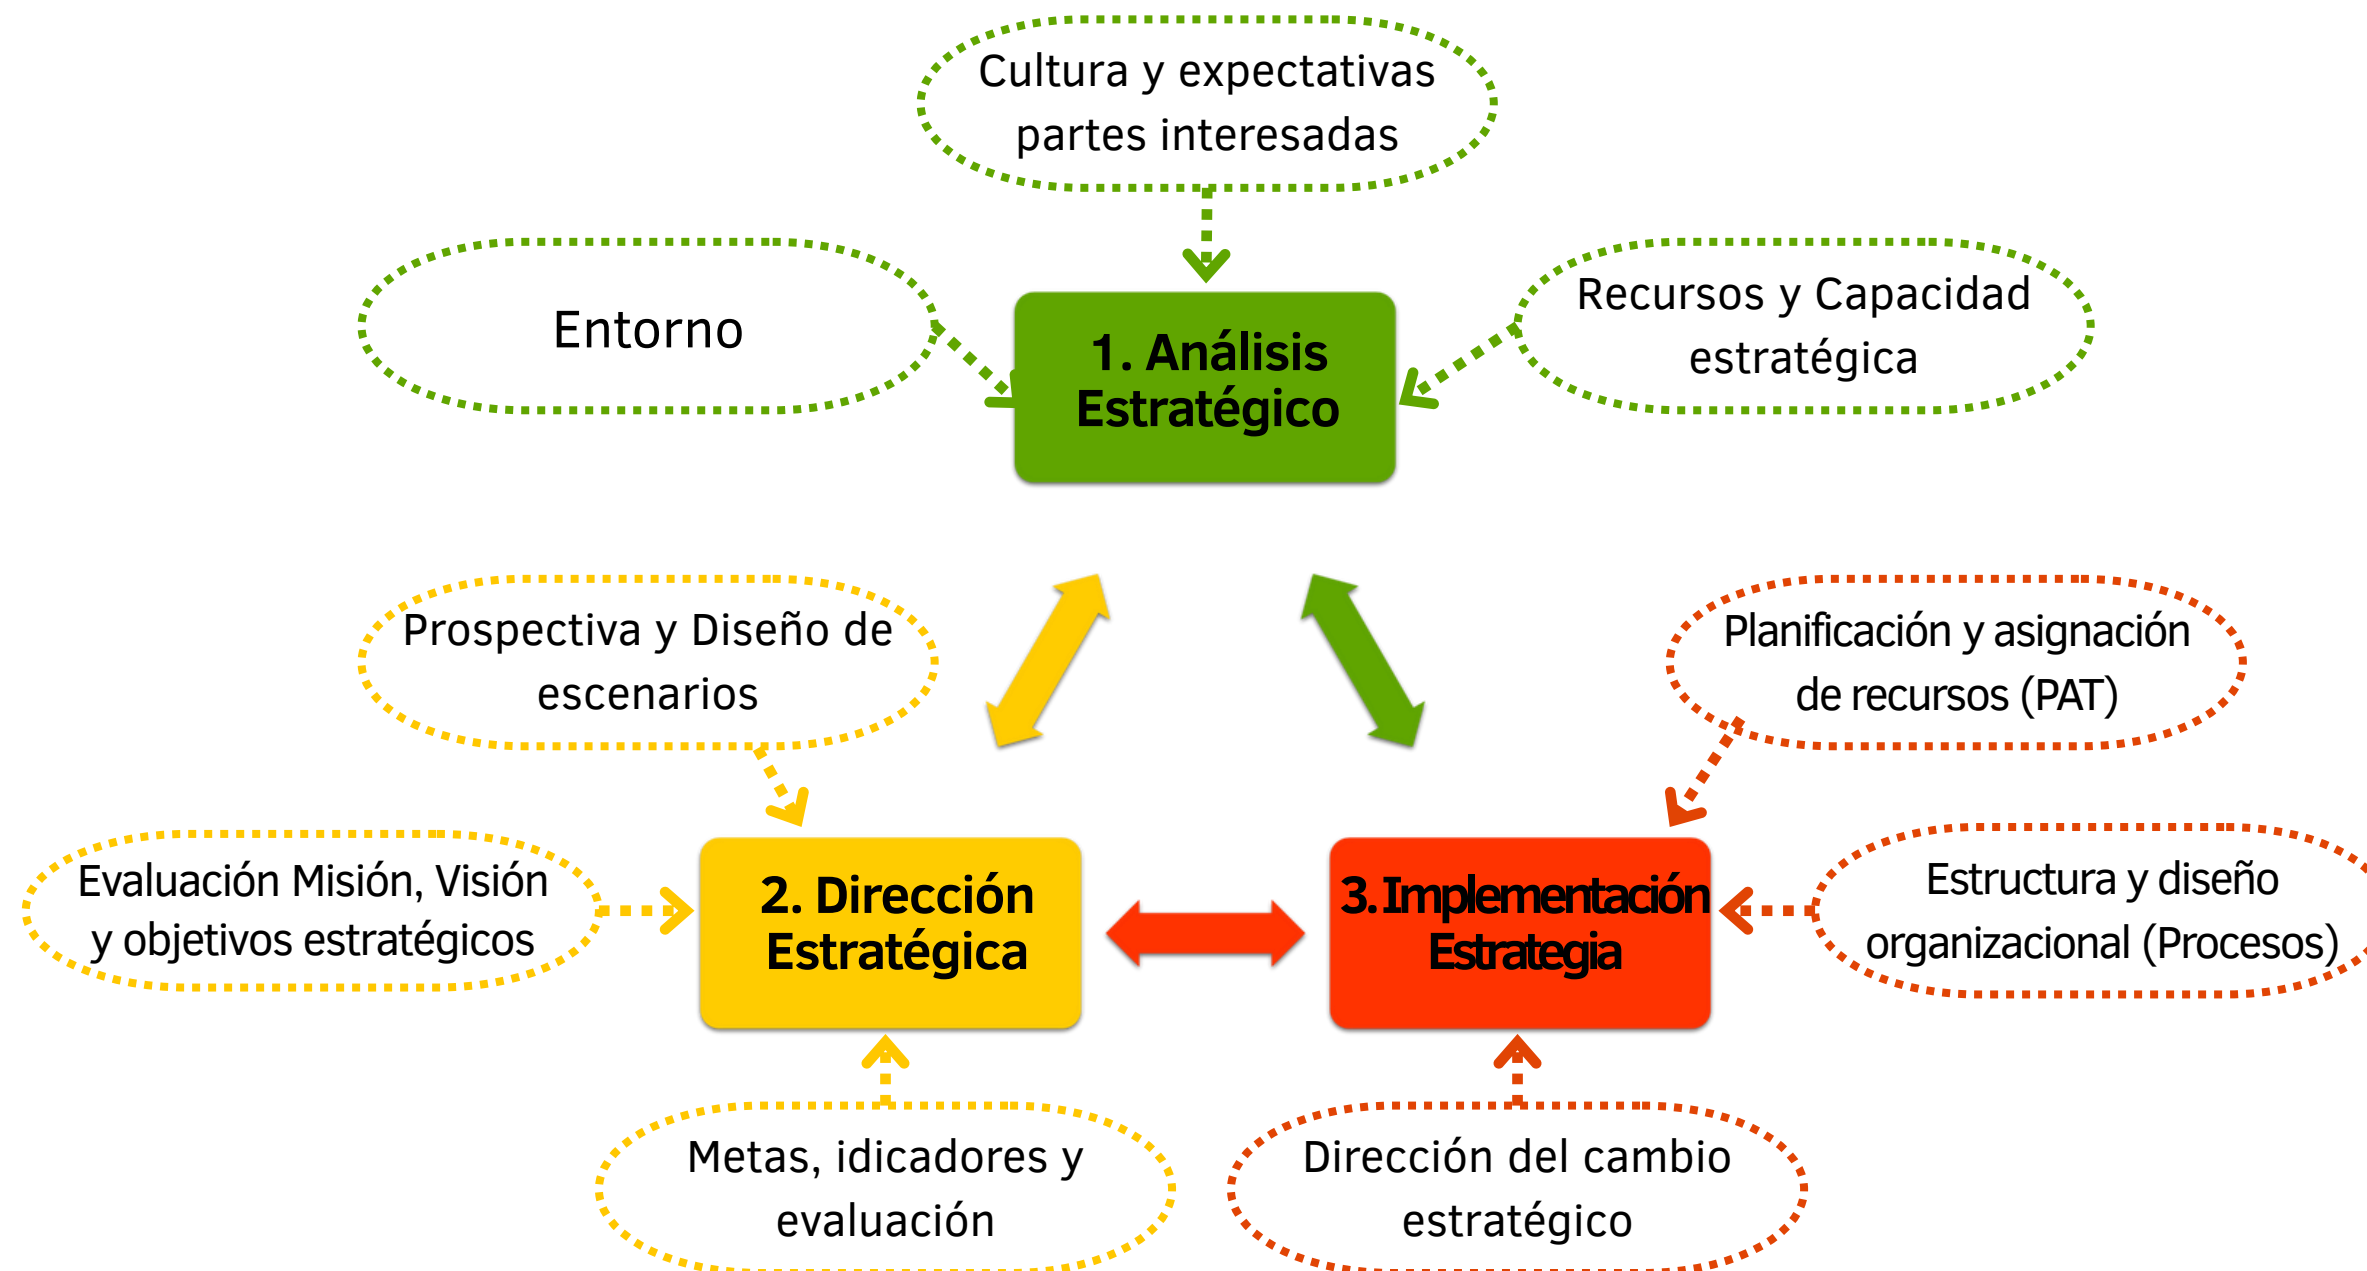 Cultura y expectativas
partes interesadas
Entorno
Recursos y Capacidad
estratégica
1. Análisis
Estratégico
Prospectiva y Diseño de
escenarios
Planificación y asignación
de recursos (PAT)
Evaluación Misión, Visión
y objetivos estratégicos
2. Dirección
Estratégica
3. Implementación
Estrategia
Estructura y diseño
organizacional (Procesos)
Metas, idicadores y
evaluación
Dirección del cambio
estratégico